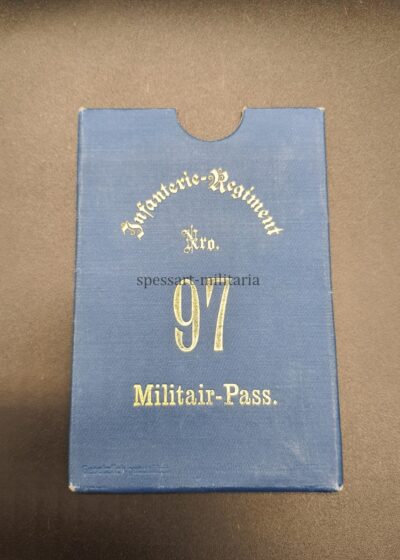 Infanterie-Regiment
Nro.
spessart-militaria
97
Militair-Pass.